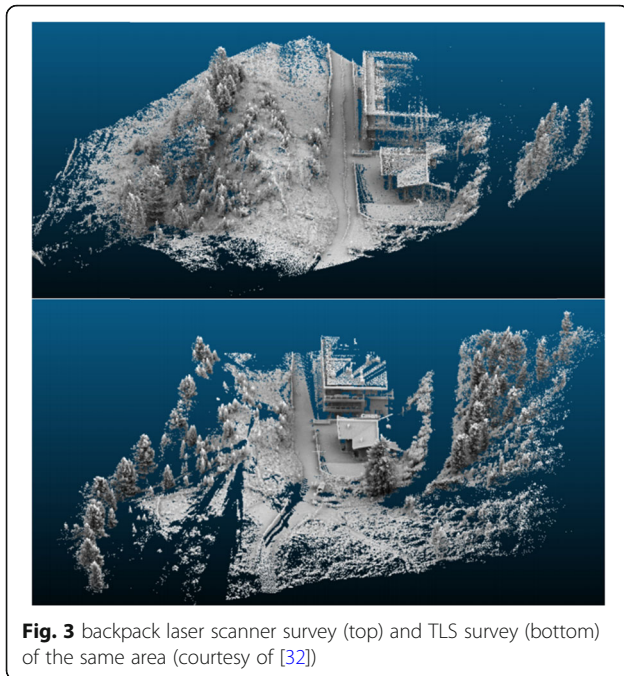 Fig. 3 backpack laser scanner survey (top) and TLS survey (bottom)
of the same area (courtesy of [32])